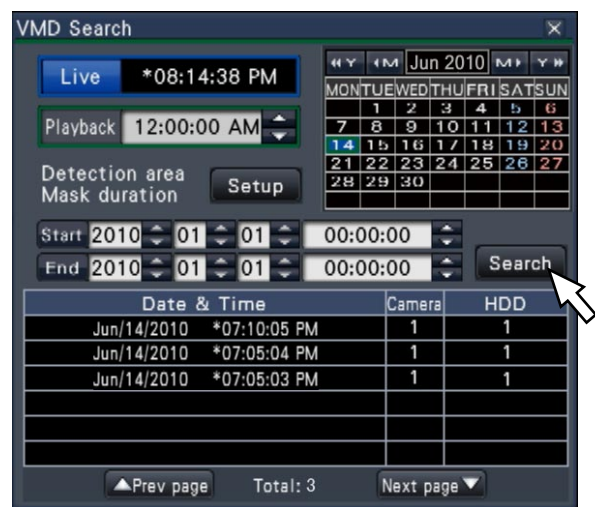 VMD Search
Live *08:14:38 PM
Playback 12:00:00 AM
Detection area
Mask duration
Setup
Y M Jun 2010 M Y
MON TUE WED THU FRI SAT SUN
1 2 3 4 5 6
7 8 9 10 11 12 13
14 15 16 17 18 19 20
21 22 23 24 25 26 27
28 29 30
Start 2010 01 01 00:00:00
End 2010 01 01 00:00:00
Search
Date & Time Camera HDD
Jun/14/2010 *07:10:05 PM 1 1
Jun/14/2010 *07:05:04 PM 1 1
Jun/14/2010 *07:05:03 PM 1 1
Prev page Total: 3 Next page